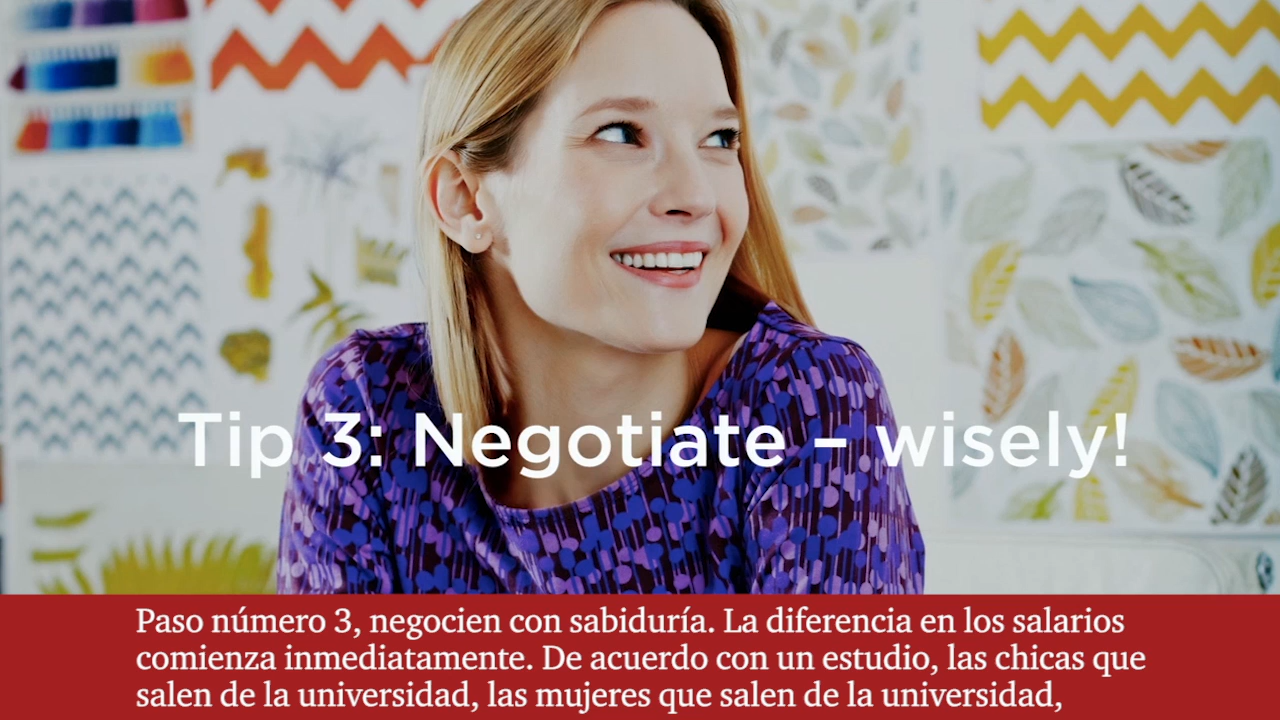 Tip 3: Negotiate – wisely!
Paso número 3, negocien con sabiduría. La diferencia en los salarios
comienza inmediatamente. De acuerdo con un estudio, las chicas que
salen de la universidad, las mujeres que salen de la universidad,